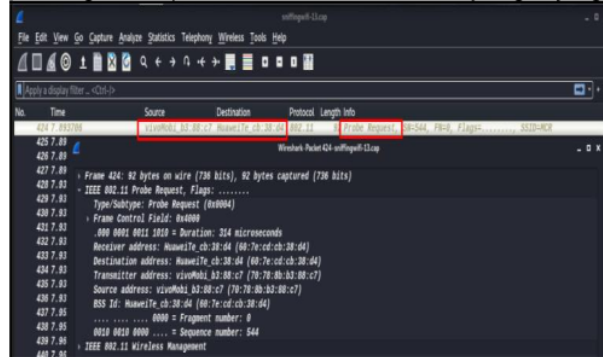 sniffingwifi-13.cap
File Edit View Go Capture Analyze Statistics Telephony Wireless Tools Help
Apply a display filter ... <Ctrl-/>
No. Time Source Destination Protocol Length Info
424 7.893706 vivoMobi_b3:88:c7 HuaweiTe_cb:38:d4 802.11 92 Probe Request, SN=544, FN=0, Flags=........, SSID=MCR
425 7.89
426 7.89
Wireshark·Packet 424·sniffingwifi-13.cap
427 7.89
Frame 424: 92 bytes on wire (736 bits), 92 bytes captured (736 bits)
429 7.93
IEEE 802.11 Probe Request, Flags: ........
430 7.93
Type/Subtype: Probe Request (0x0004)
Frame Control Field: 0x4000
431 7.93
.000 0001 0011 1010 = Duration: 314 microseconds
432 7.93
Receiver address: HuaweiTe_cb:38:d4 (60:7e:cd:cb:38:d4)
433 7.93
Destination address: HuaweiTe_cb:38:d4 (60:7e:cd:cb:38:d4)
434 7.93
Transmitter address: vivoMobi_b3:88:c7 (70:78:8b:b3:88:c7)
435 7.93
Source address: vivoMobi_b3:88:c7 (70:78:8b:b3:88:c7)
436 7.93
BSS Id: HuaweiTe_cb:38:d4 (60:7e:cd:cb:38:d4)
437 7.95
.... .... .... 0000 = Fragment number: 0
438 7.95
0010 0010 0000 .... = Sequence number: 544
439 7.96
IEEE 802.11 Wireless Management
440 7.96